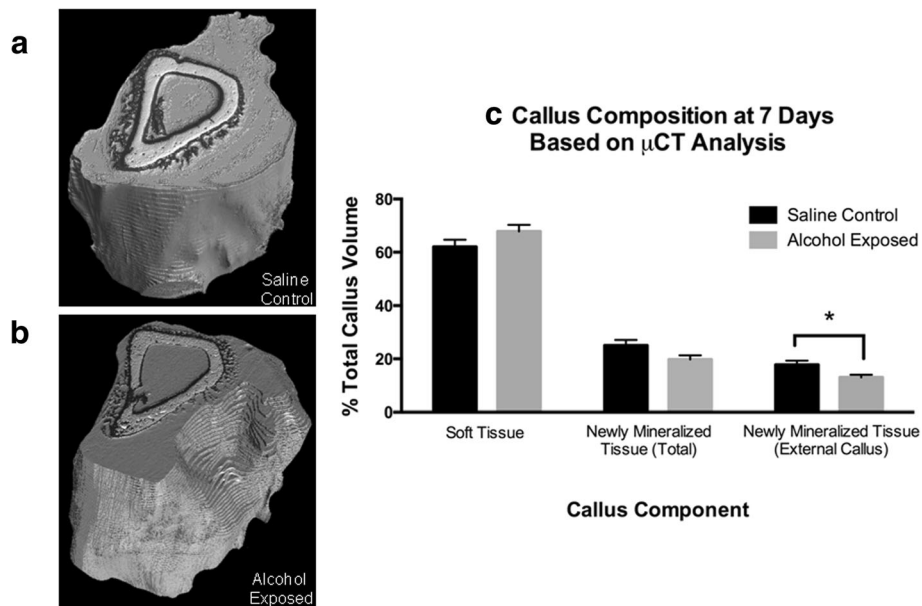 a
Saline
Control
b
Alcohol
Exposed
c Callus Composition at 7 Days
Based on μCT Analysis
% Total Callus Volume
80
60
40
20
0
Saline Control
Alcohol Exposed
*
Soft Tissue
Newly Mineralized
Tissue (Total)
Newly Mineralized Tissue
(External Callus)
Callus Component